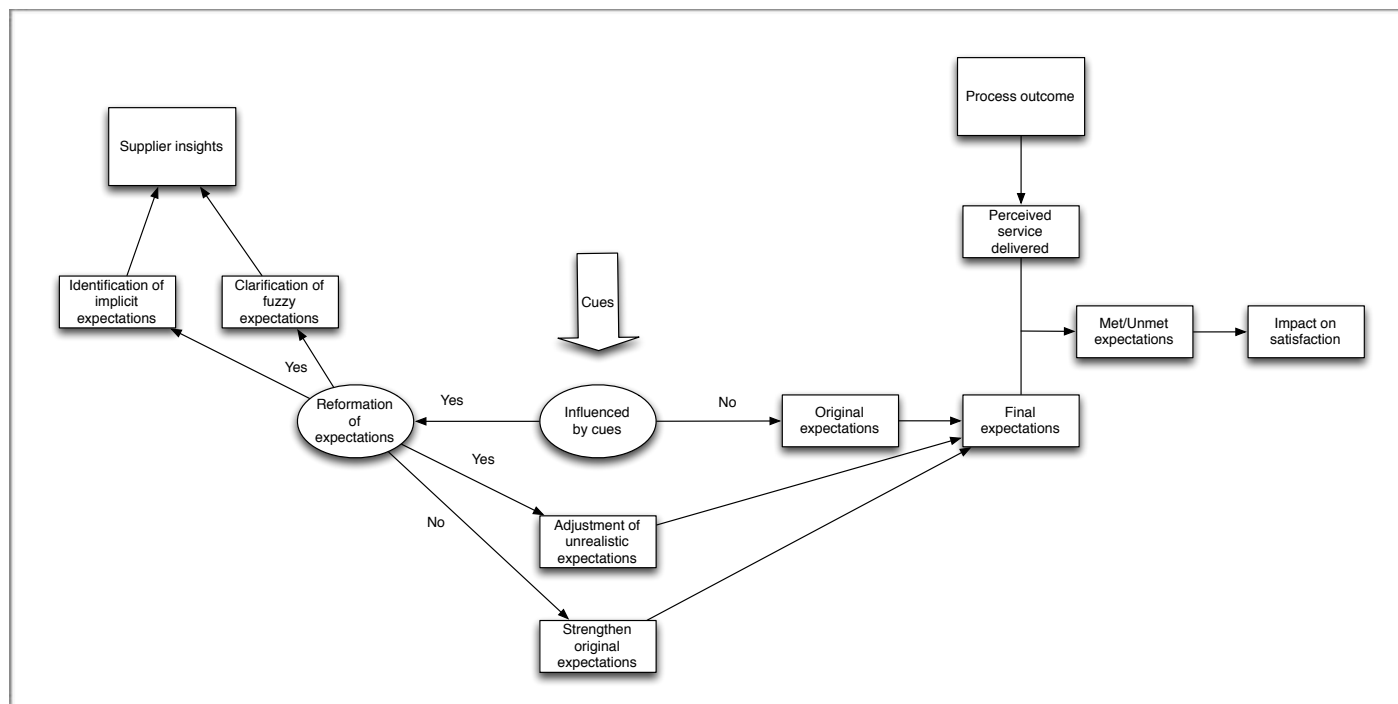 Process outcome
Supplier insights
Perceived
service
delivered
Identification of
implicit
expectations
Clarification of
fuzzy
expectations
Cues
Met/Unmet
expectations
Impact on
satisfaction
Yes
Reformation
of
expectations
Yes
Influenced
by cues
No
Original
expectations
Final
expectations
Yes
No
Adjustment of
unrealistic
expectations
Strengthen
original
expectations